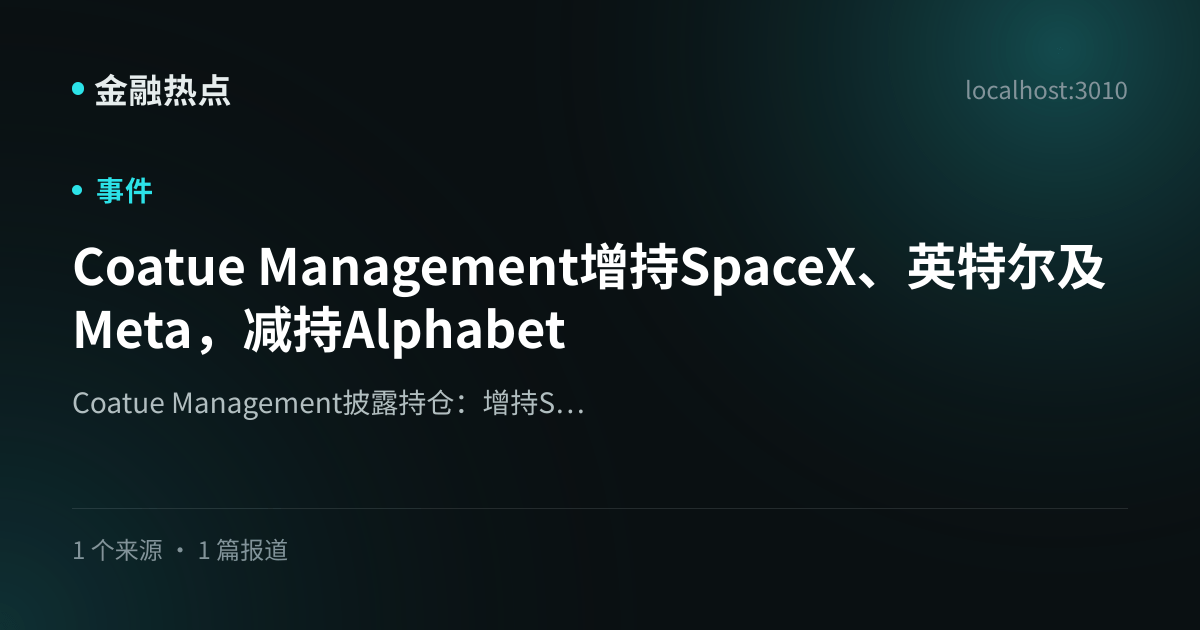 金融热点
localhost:3010
事件
Coatue Management增持SpaceX、英特尔及
Meta，减持Alphabet
Coatue Management披露持仓：增持S…
1 个来源 · 1 篇报道